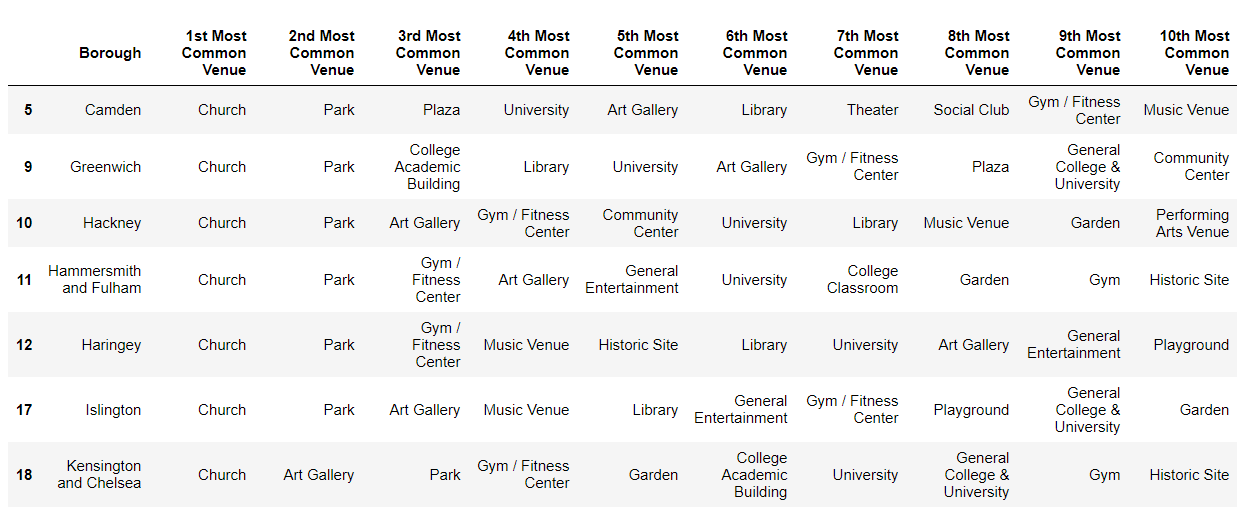 Borough 1st Most Common Venue 2nd Most Common Venue 3rd Most Common Venue 4th Most Common Venue 5th Most Common Venue 6th Most Common Venue 7th Most Common Venue 8th Most Common Venue 9th Most Common Venue 10th Most Common Venue
5 Camden Church Park Plaza University Art Gallery Library Theater Social Club Gym / Fitness Center Music Venue
9 Greenwich Church Park College Academic Building Library University Art Gallery Gym / Fitness Center Plaza General College & University Community Center
10 Hackney Church Park Art Gallery Gym / Fitness Center Community Center University Library Music Venue Garden Performing Arts Venue
11 Hammersmith and Fulham Church Park Gym / Fitness Center Art Gallery General Entertainment University College Classroom Garden Gym Historic Site
12 Haringey Church Park Gym / Fitness Center Music Venue Historic Site Library University Art Gallery General Entertainment Playground
17 Islington Church Park Art Gallery Music Venue Library General Entertainment Gym / Fitness Center Playground General College & University Garden
18 Kensington and Chelsea Church Art Gallery Park Gym / Fitness Center Garden College Academic Building University General College & University Gym Historic Site